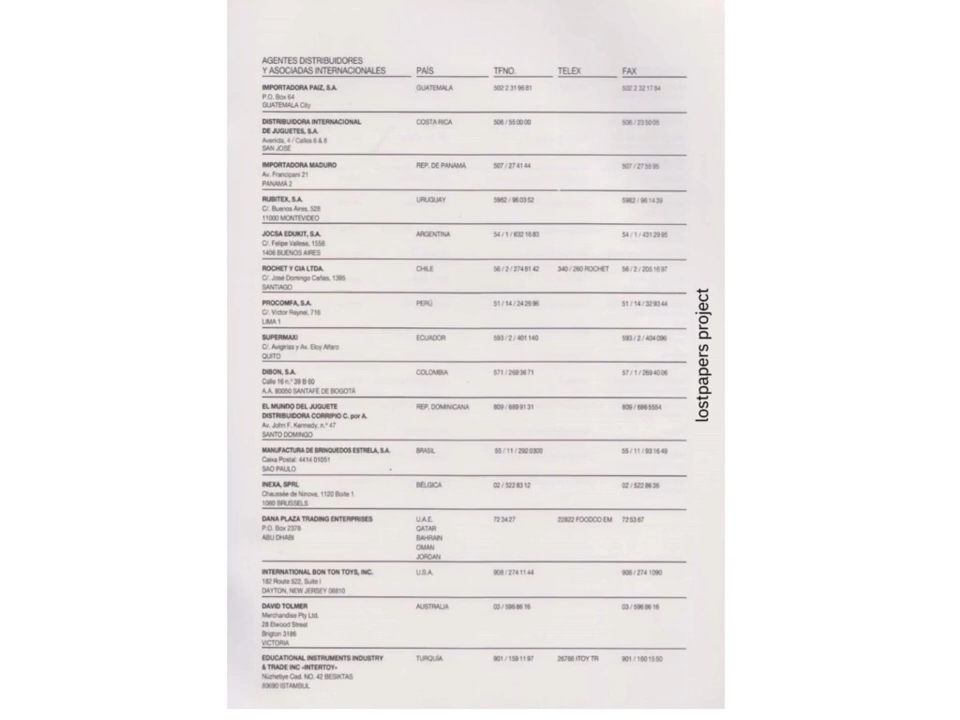 AGENTES DISTRIBUIDORES
Y ASOCIADAS INTERNACIONALES PAÍS TFNO. TELEX FAX
IMPORTADORA PAIZ, S.A. GUATEMALA 502 2 31 96 81 502 2 32 17 84
P.O. Box 64
GUATEMALA City
DISTRIBUIDORA INTERNACIONAL COSTA RICA 506 / 55 00 00 506 / 23 50 05
DE JUGUETES, S.A.
Avenida, 4 / Calles 6 & 8
SAN JOSÉ
IMPORTADORA MADURO REP. DE PANAMÁ 507 / 27 41 44 507 / 27 55 95
Av. Francipani 21
PANAMÁ 2
RUBITEX, S.A. URUGUAY 5982 / 96 03 52 5982 / 96 14 39
C/. Buenos Aires, 528
11000 MONTEVIDEO
JOCSA EDUKIT, S.A. ARGENTINA 54 / 1 / 632 16 83 54 / 1 / 431 29 95
C/. Felipe Vallese, 1558
1406 BUENOS AIRES
ROCHET Y CIA LTDA. CHILE 56 / 2 / 274 81 42 340 / 260 ROCHET 56 / 2 / 205 16 97
C/. José Domingo Cañas, 1395
SANTIAGO
PROCOMFA, S.A. PERÚ 51 / 14 / 24 29 96 51 / 14 / 32 93 44
C/. Victor Reynel, 716
LIMA 1
SUPERMAXI ECUADOR 593 / 2 / 401 140 593 / 2 / 404 096
C/. Avigirias y Av. Eloy Alfaro
QUITO
DIBON, S.A. COLOMBIA 571 / 268 36 71 57 / 1 / 269 40 06
Calle 16 n.º 39 B-60
A.A. 80050 SANTAFÉ DE BOGOTÁ
EL MUNDO DEL JUGUETE REP. DOMINICANA 809 / 689 91 31 809 / 686 5554
DISTRIBUIDORA CORRIPIO C. por A.
Av. John F. Kennedy, n.º 47
SANTO DOMINGO
MANUFACTURA DE BRINQUEDOS ESTRELA, S.A. BRASIL 55 / 11 / 292 0300 55 / 11 / 93 16 49
Caixa Postal: 4414 01051
SAO PAULO
INEXA, SPRL BÉLGICA 02 / 522 83 12 02 / 522 86 36
Chaussée de Ninove, 1120 Buite 1
1080 BRUSSELS
DANA PLAZA TRADING ENTERPRISES U.A.E. 72 34 27 22822 FOODCO EM 72 53 67
P.O. Box 2378 QATAR
ABU DHABI BAHRAIN
OMAN
JORDAN
INTERNATIONAL BON TON TOYS, INC. U.S.A. 908 / 274 11 44 908 / 274 1090
182 Route 522, Suite I
DAYTON, NEW JERSEY 08810
DAVID TOLMER AUSTRALIA 03 / 596 86 16 03 / 596 86 16
Merchandise Pty Ltd.
28 Elwood Street
Brigton 3186
VICTORIA
EDUCATIONAL INSTRUMENTS INDUSTRY TURQUÍA 901 / 159 11 97 26766 ITOY TR 901 / 160 15 50
& TRADE INC «INTERTOY»
Nüzhetiye Cad. NO. 42 BESIKTAS
80690 ISTAMBUL
lostpapers project